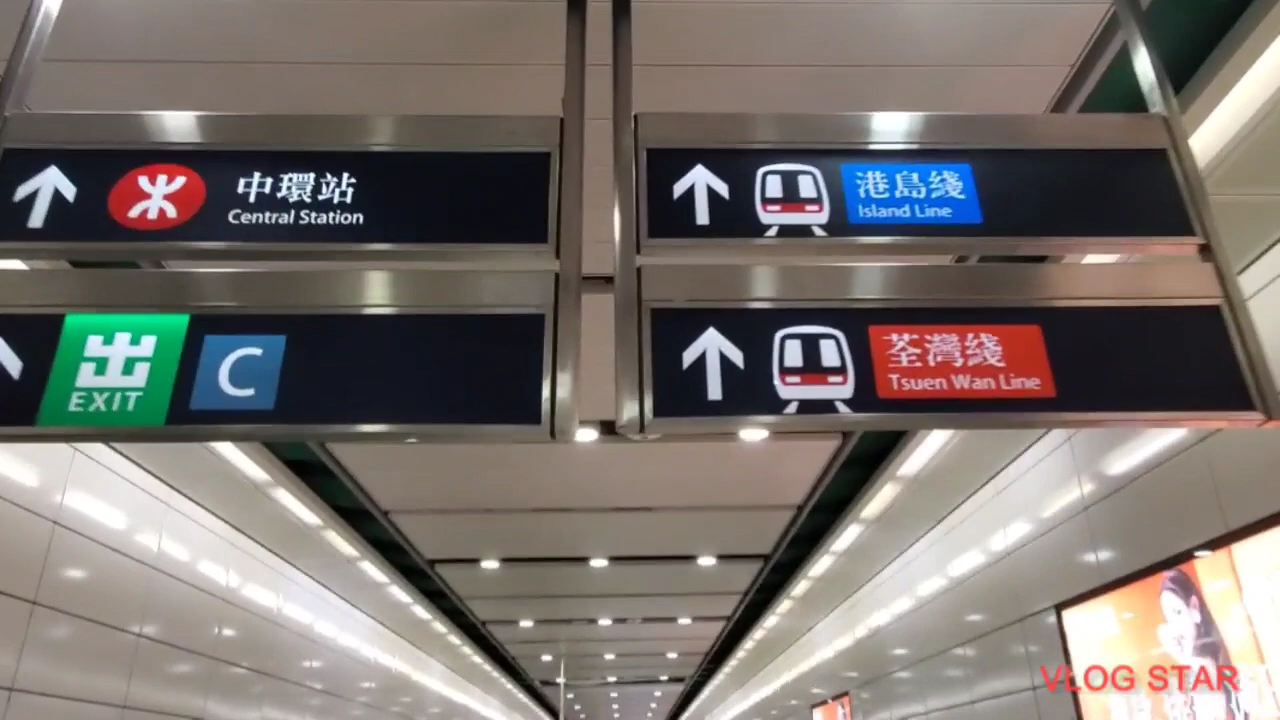 中環站
Central Station
港島綫
Island Line
出
EXIT
C
荃灣綫
Tsuen Wan Line
VLOG STAR